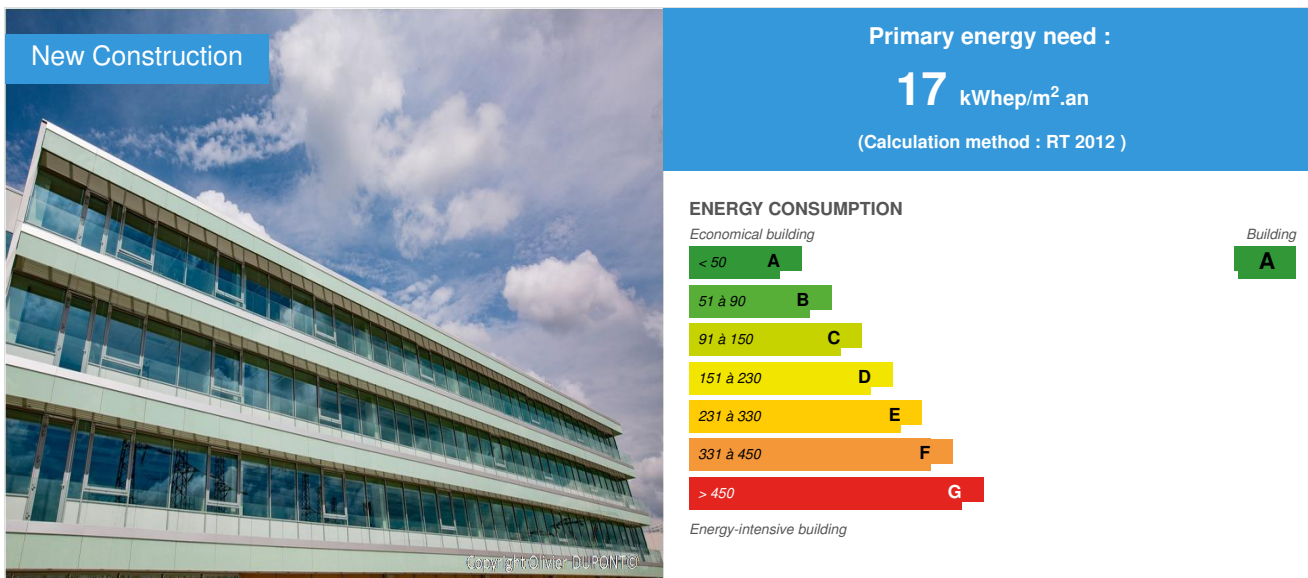 New Construction
Copyright Olivier DUPONT©
Primary energy need :
17 kWhep/m².an
(Calculation method : RT 2012 )
ENERGY CONSUMPTION
Economical building
Building
< 50 A
A
51 à 90 B
91 à 150 C
151 à 230 D
231 à 330 E
331 à 450 F
> 450 G
Energy-intensive building